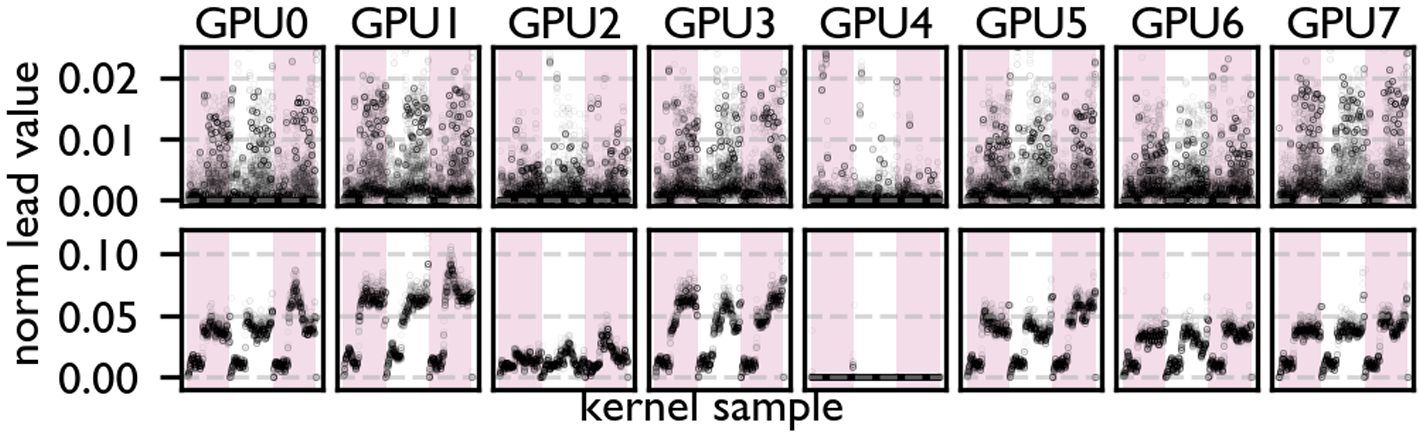 GPU0 GPU1 GPU2 GPU3 GPU4 GPU5 GPU6 GPU7
norm lead value
0.02
0.01
0.00
0.10
0.05
0.00
kernel sample